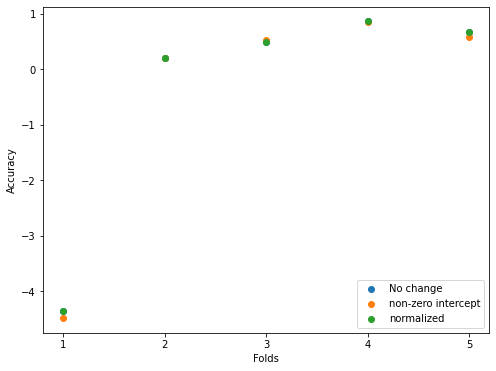 1
0
−1
−2
−3
−4
Accuracy
1
2
3
4
5
Folds
No change
non-zero intercept
normalized